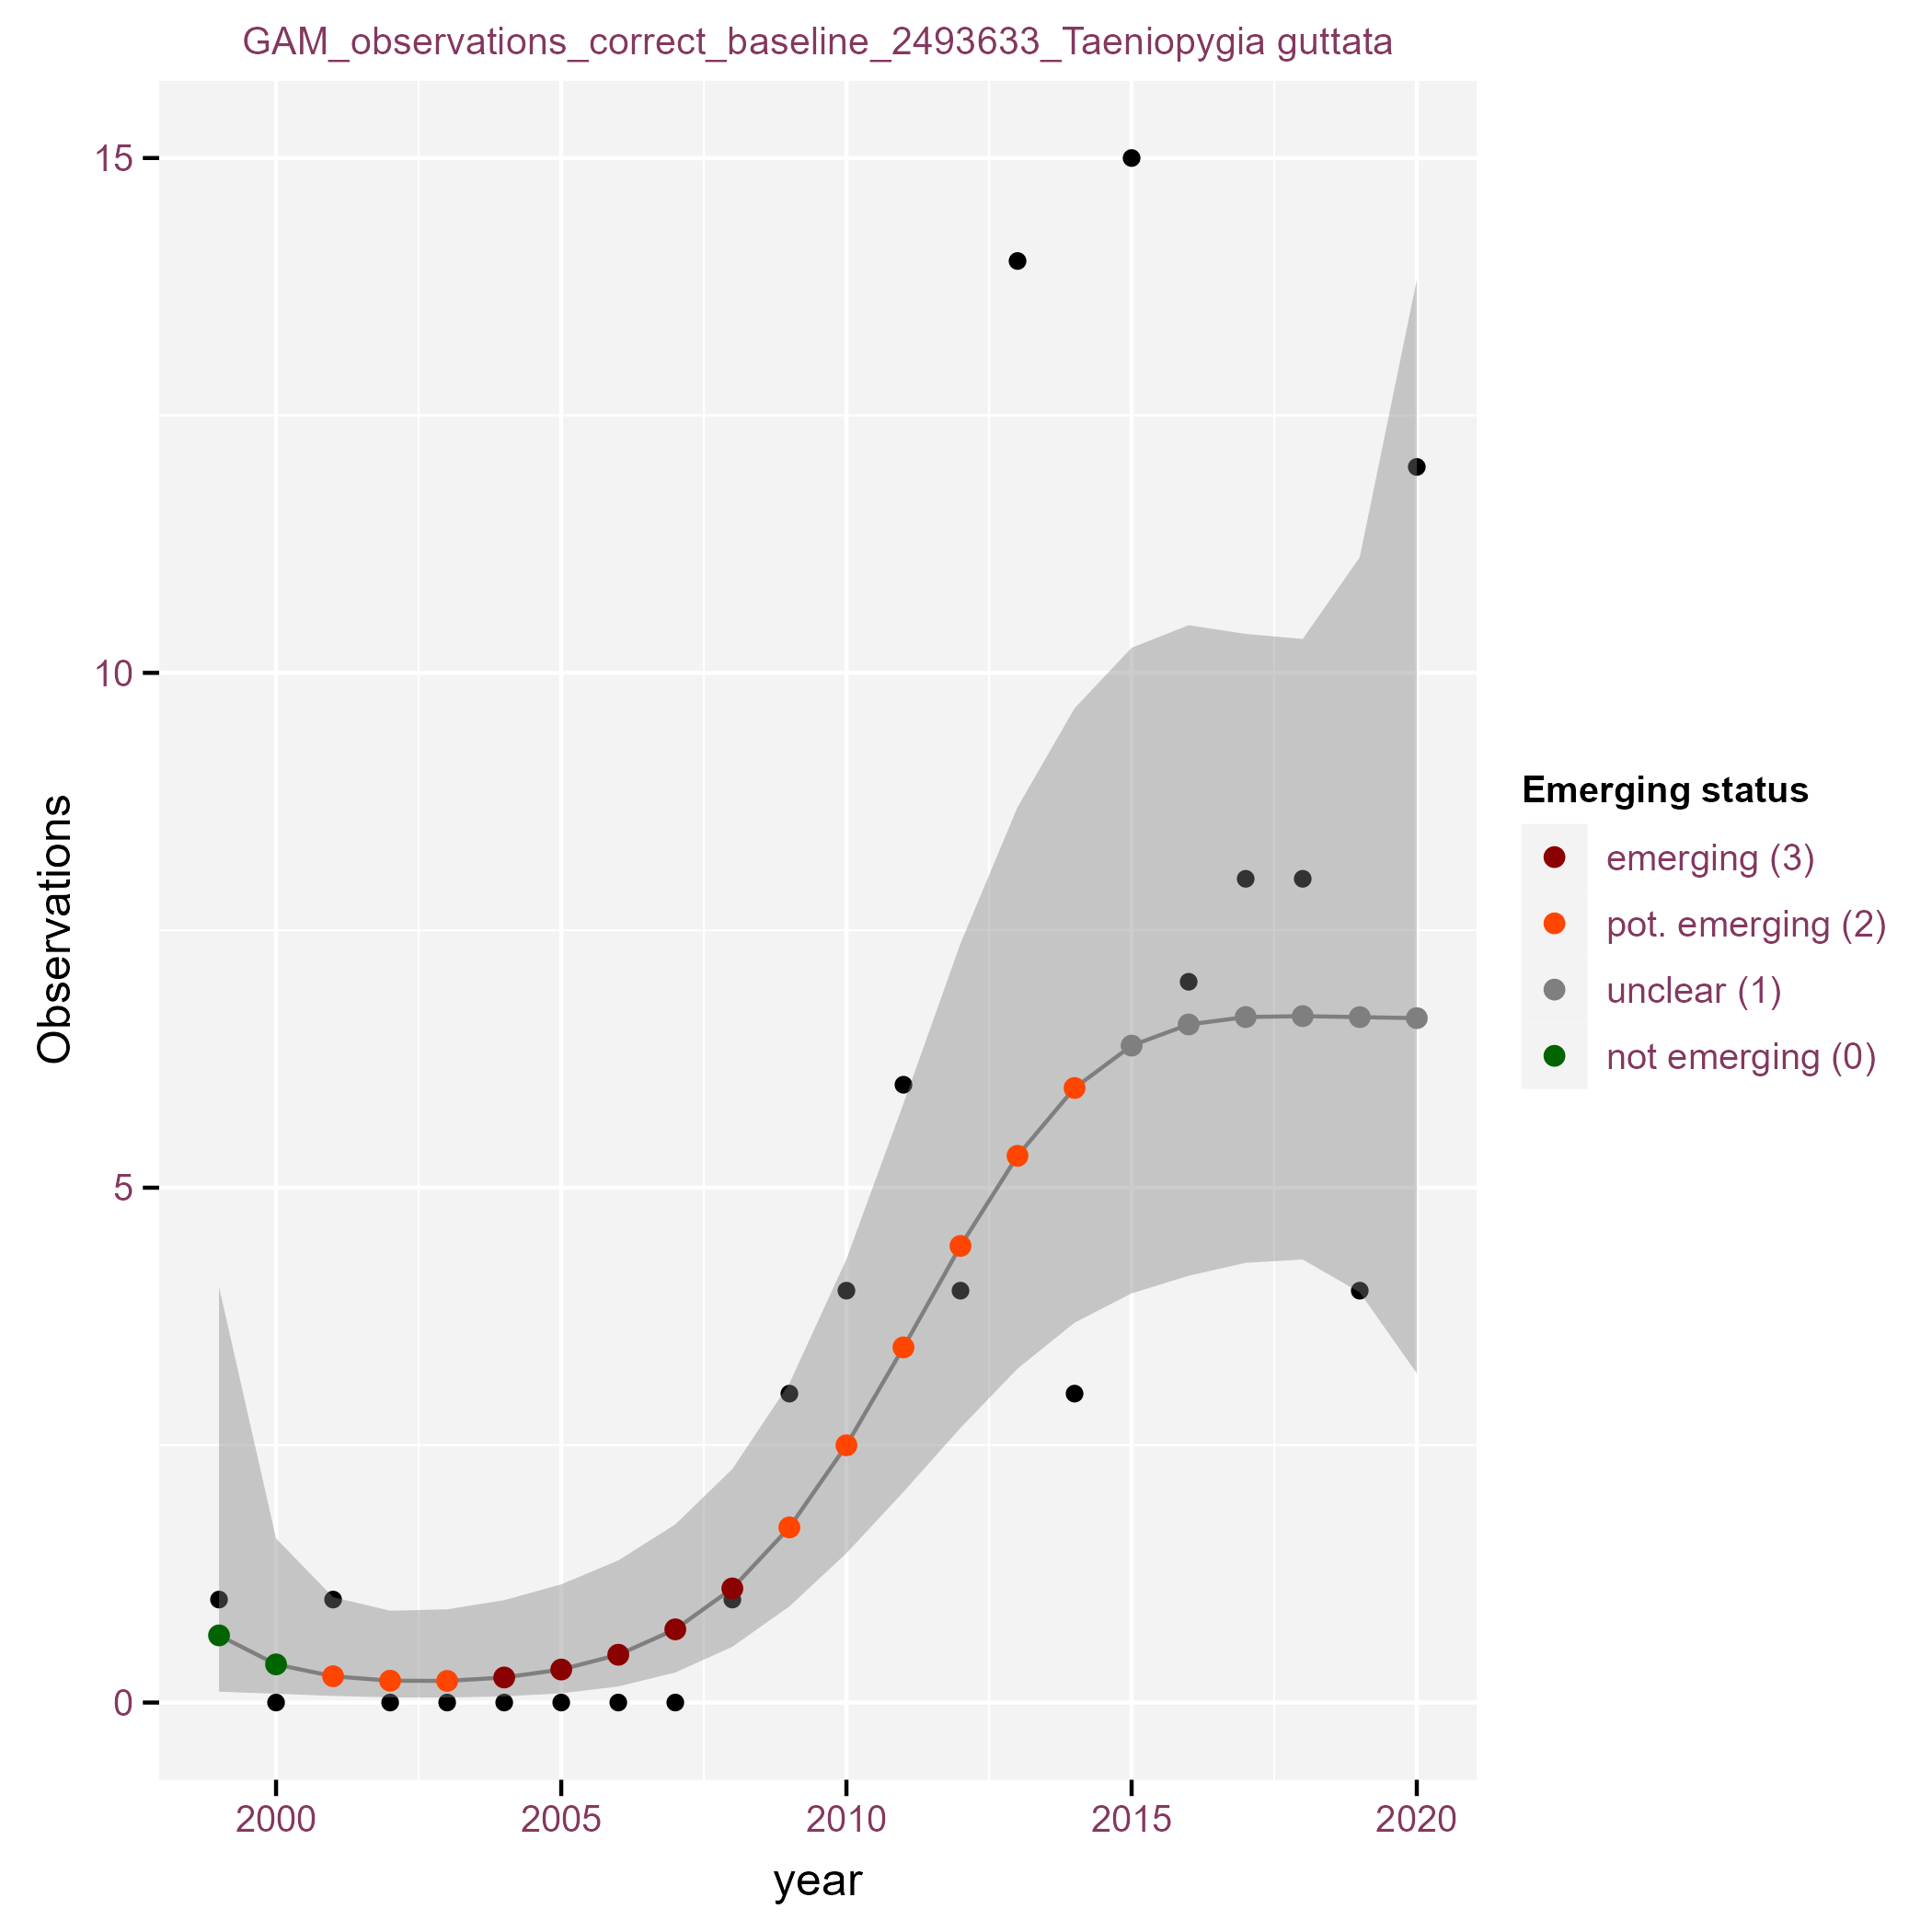 GAM_observations_correct_baseline_2493633_Taeniopygia guttata
15
10
5
0
Observations
2000 2005 2010 2015 2020
year
Emerging status
emerging (3)
pot. emerging (2)
unclear (1)
not emerging (0)